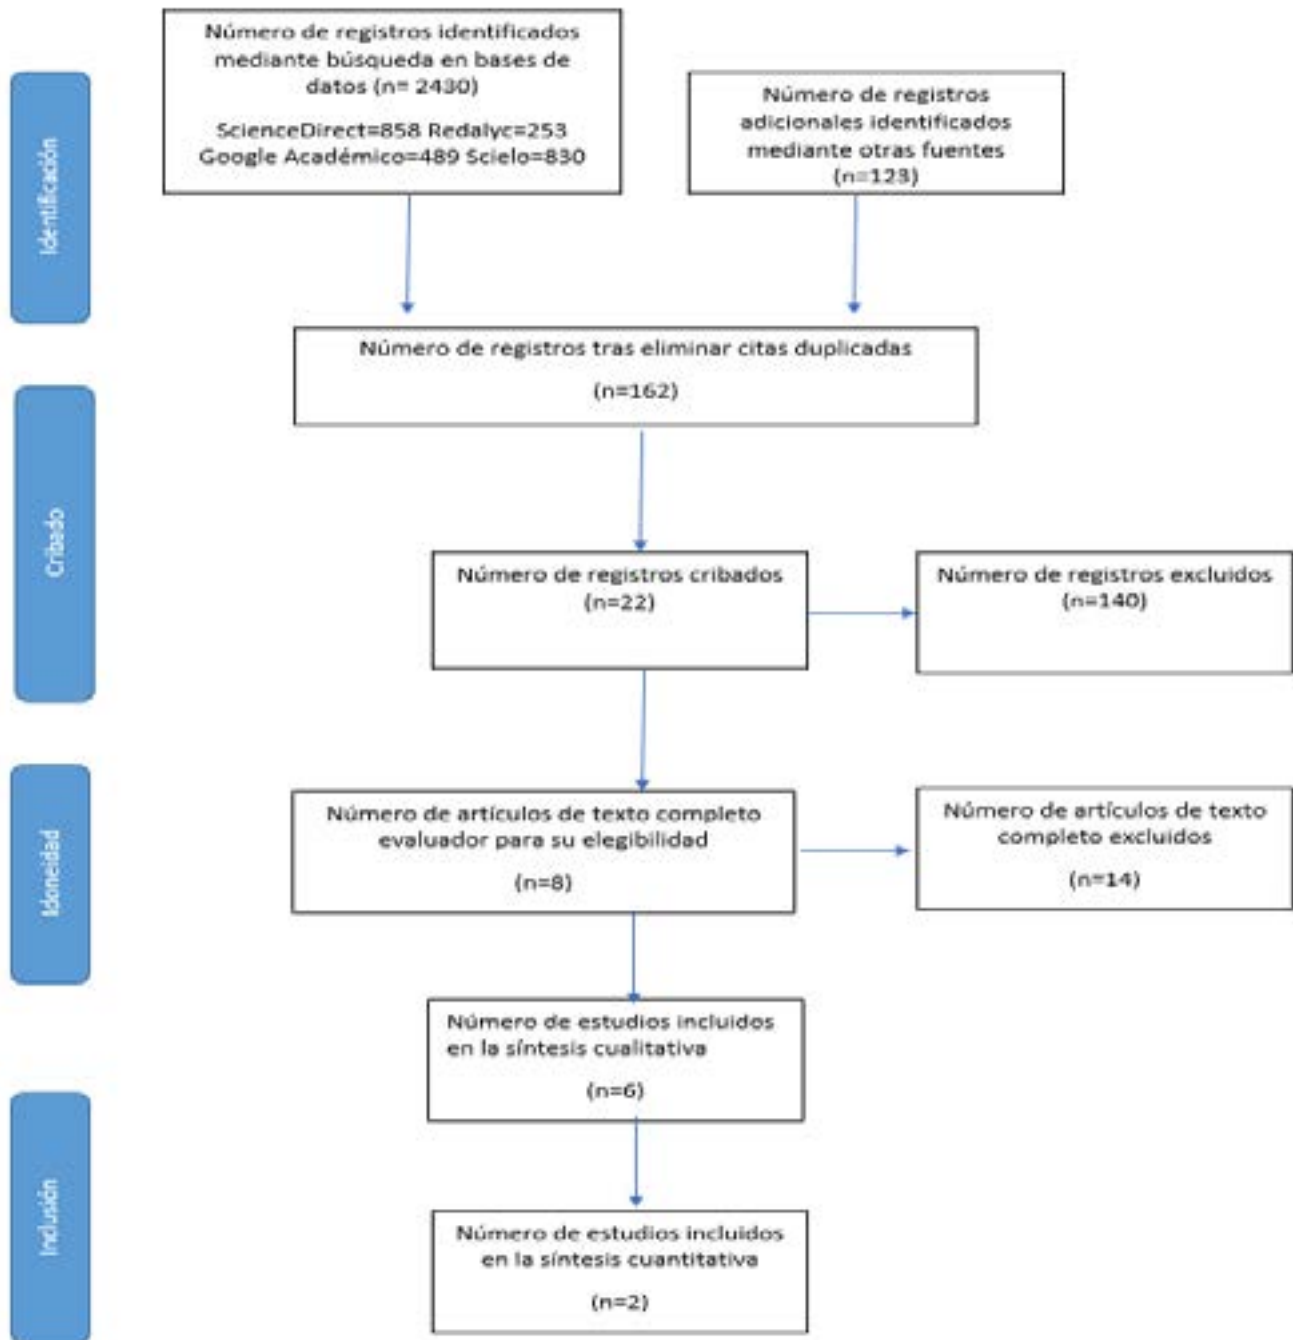 Identificación
Número de registros identificados
mediante búsqueda en bases de
datos (n= 2430)
ScienceDirect=858 Redalyc=253
Google Académico=489 Scielo=830
Número de registros
adicionales identificados
mediante otras fuentes
(n=123)
Número de registros tras eliminar citas duplicadas
(n=162)
Cribado
Número de registros cribados
(n=22)
Número de registros excluidos
(n=140)
Idoneidad
Número de artículos de texto completo
evaluador para su elegibilidad
(n=8)
Número de artículos de texto
completo excluidos
(n=14)
Número de estudios incluidos
en la síntesis cualitativa
(n=6)
Inclusión
Número de estudios incluidos
en la síntesis cuantitativa
(n=2)